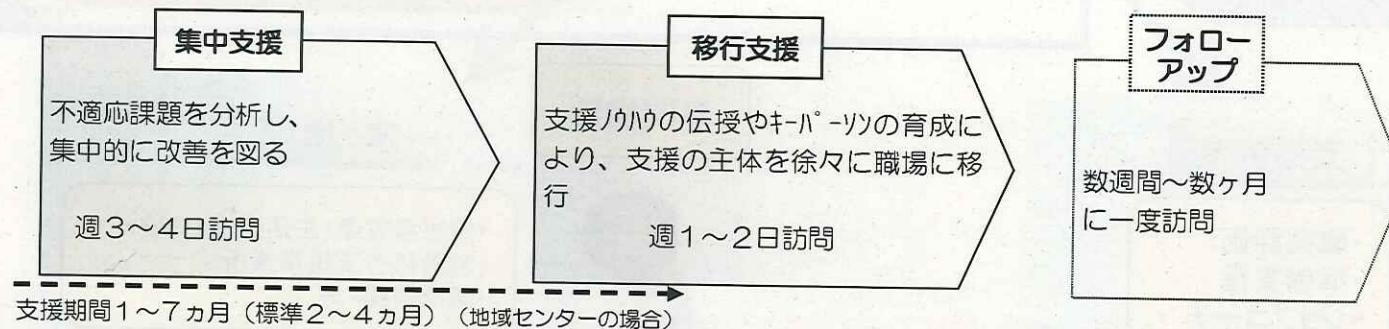 集中支援
不適応課題を分析し、
集中的に改善を図る
週３～４日訪問
移行支援
支援ﾉｳﾊｳの伝授やｷｰﾊﾟｰｿﾝの育成に
より、支援の主体を徐々に職場に移
行
週１～２日訪問
フォロー
アップ
数週間～数ヶ月
に一度訪問
支援期間１～７ヵ月（標準２～４ヵ月）（地域センターの場合）